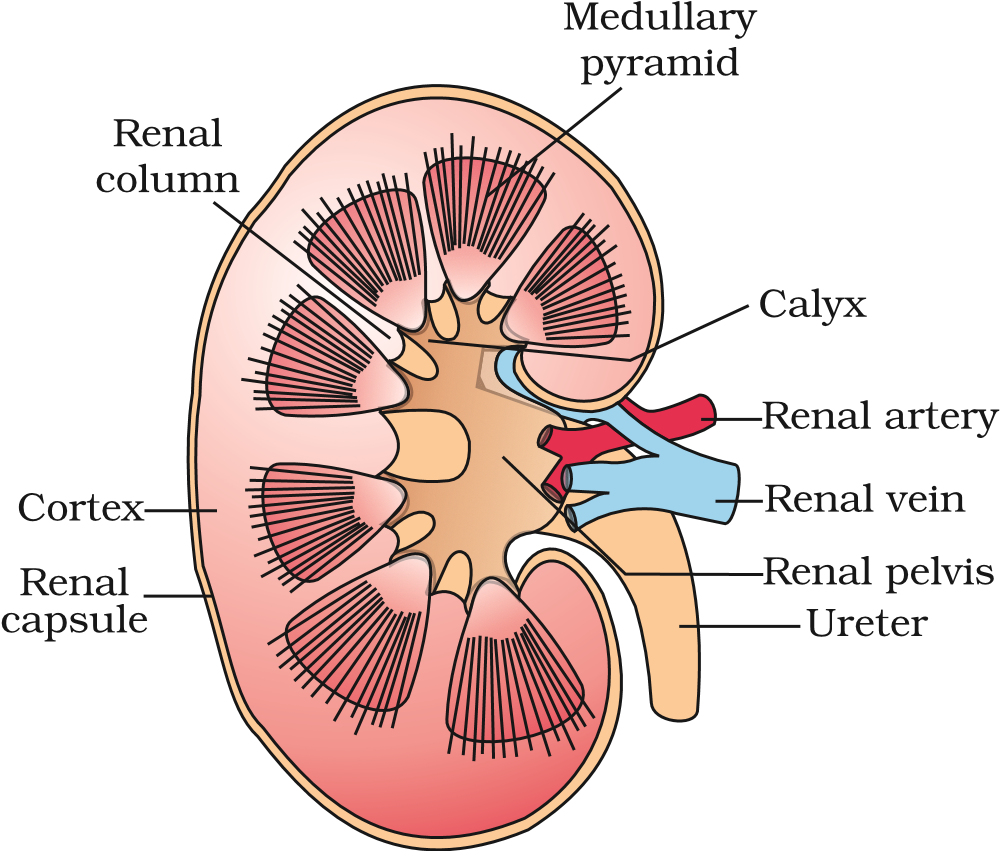 Medullary
pyramid
Renal
column
Calyx
Renal artery
Renal vein
Cortex
Renal pelvis
Renal
capsule
Ureter